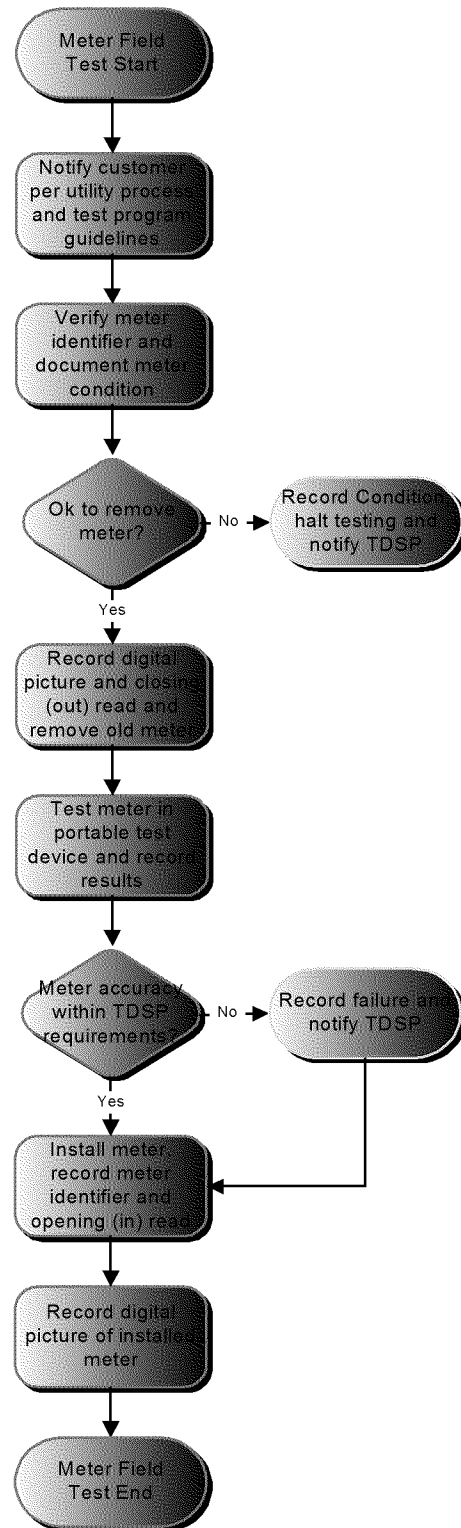 Meter Field
Test Start
Notify customer
per utility process
and test program
guidelines
Verify meter
identifier and
document meter
condition
Ok to remove
meter?
No
Record Condition,
halt testing and
notify TDSP
Yes
Record digital
picture and closing
(out) read and
remove old meter
Test meter in
portable test
device and record
results
Meter accuracy
within TDSP
requirements?
No
Record failure and
notify TDSP
Yes
Install meter,
record meter
identifier and
opening (in) read
Record digital
picture of installed
meter
Meter Field
Test End